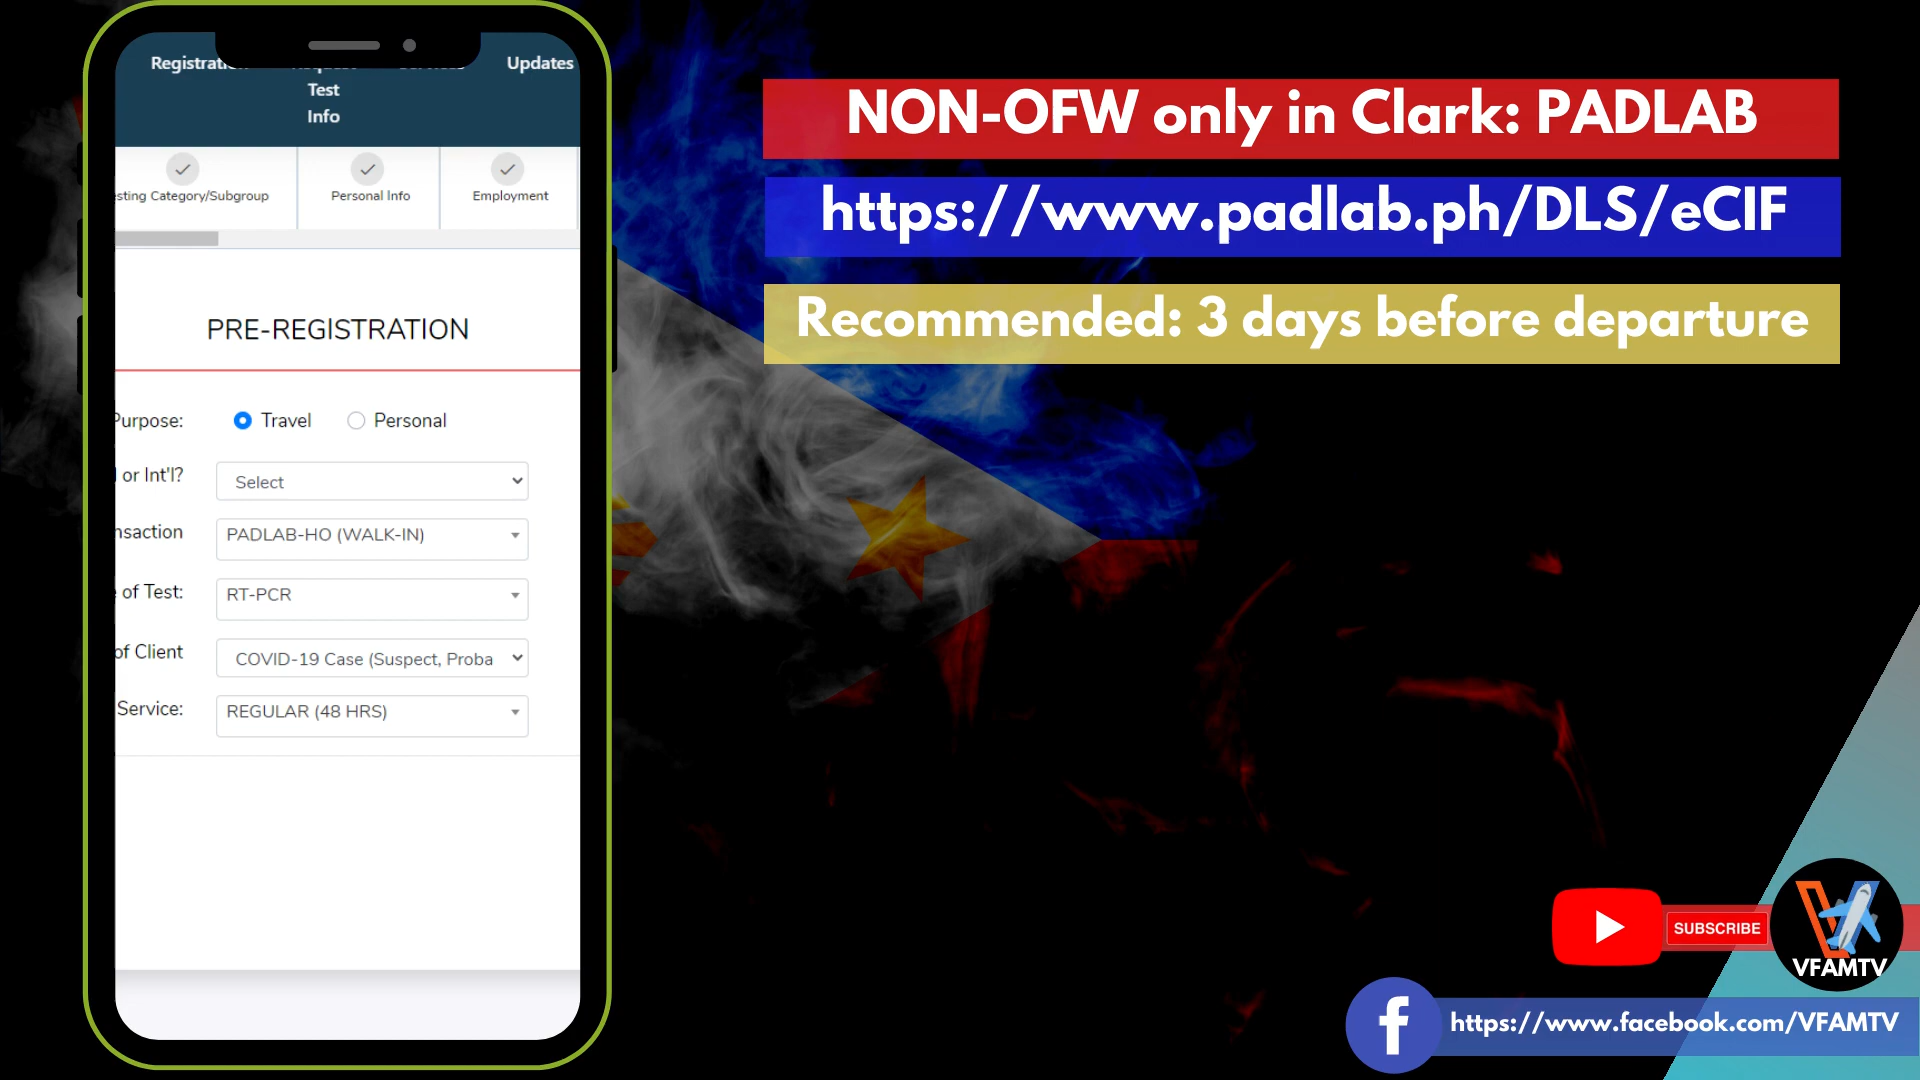 Updates
Test
Info
Personal Info
Employment
PRE-REGISTRATION
Travel
Personal
or Int'l?
Select
PADLAB-HO (WALK-IN)
of Test:
RT-PCR
of Client
COVID-19 Case (Suspect, Proba
Service:
REGULAR (48 HRS)
NON-OFW only in Clark: PADLAB
https://www.padlab.ph/DLS/eCIF
Recommended: 3 days before departure
SUBSCRIBE
VFAMTV
https://www.facebook.com/VFAMTV